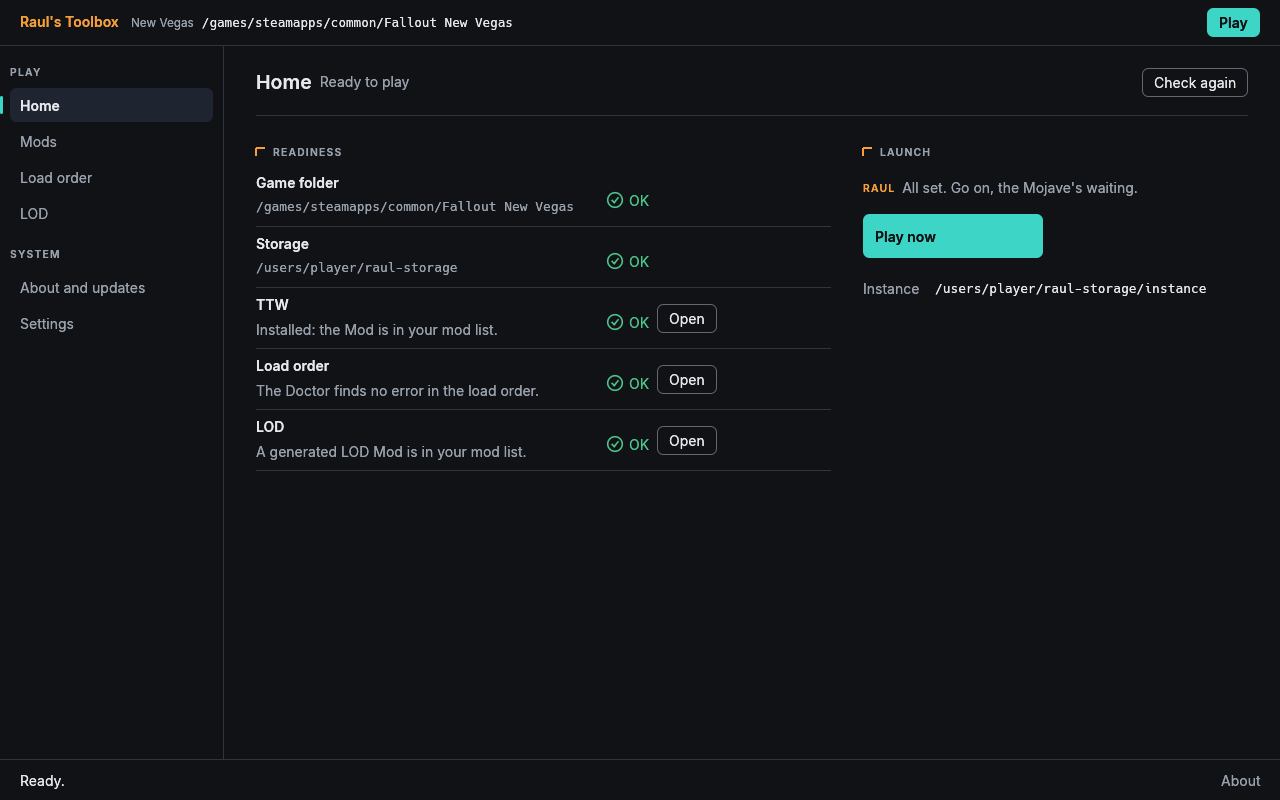 Raul's Toolbox New Vegas /games/steamapps/common/Fallout New Vegas Play
PLAY
Home
Mods
Load order
LOD
SYSTEM
About and updates
Settings
Home Ready to play Check again
READINESS
Game folder
/games/steamapps/common/Fallout New Vegas OK
Storage
/users/player/raul-storage OK
TTW
Installed: the Mod is in your mod list. OK Open
Load order
The Doctor finds no error in the load order. OK Open
LOD
A generated LOD Mod is in your mod list. OK Open
LAUNCH
RAUL All set. Go on, the Mojave's waiting.
Play now
Instance /users/player/raul-storage/instance
Ready. About